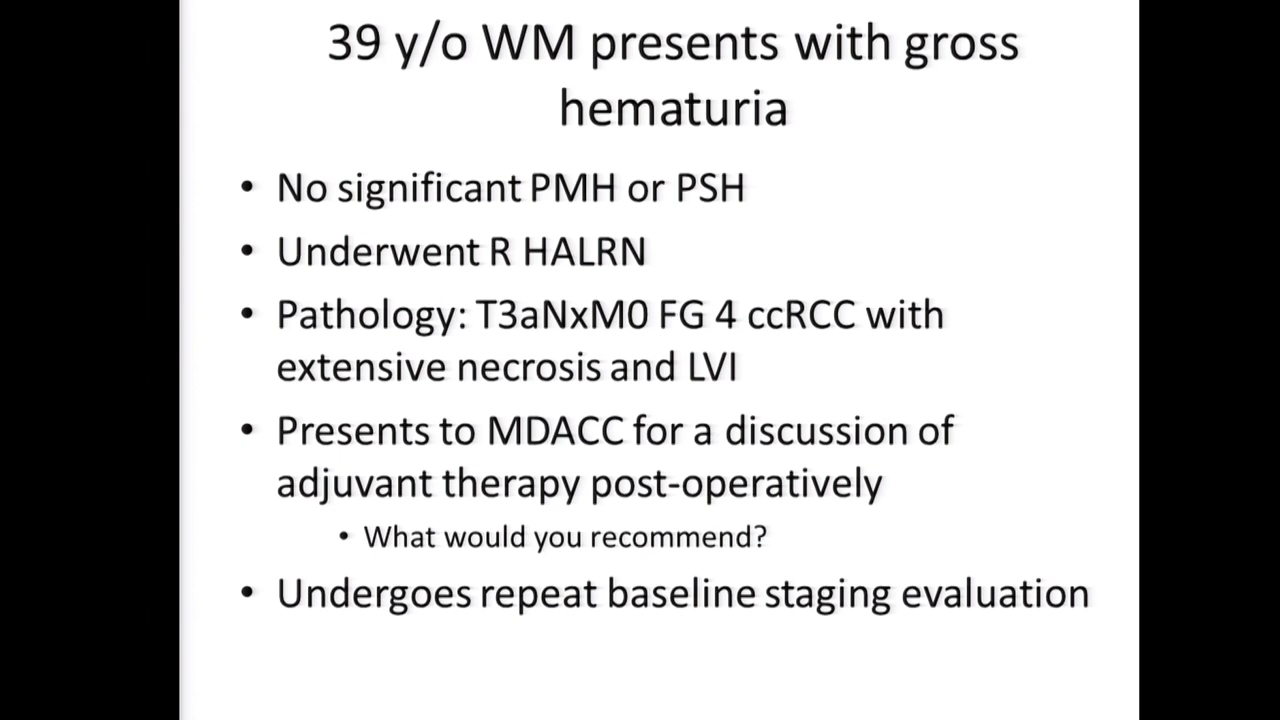 39 y/o WM presents with gross
hematuria
• No significant PMH or PSH
• Underwent R HALRN
• Pathology: T3aNxM0 FG 4 ccRCC with
extensive necrosis and LVI
• Presents to MDACC for a discussion of
adjuvant therapy post-operatively
• What would you recommend?
• Undergoes repeat baseline staging evaluation